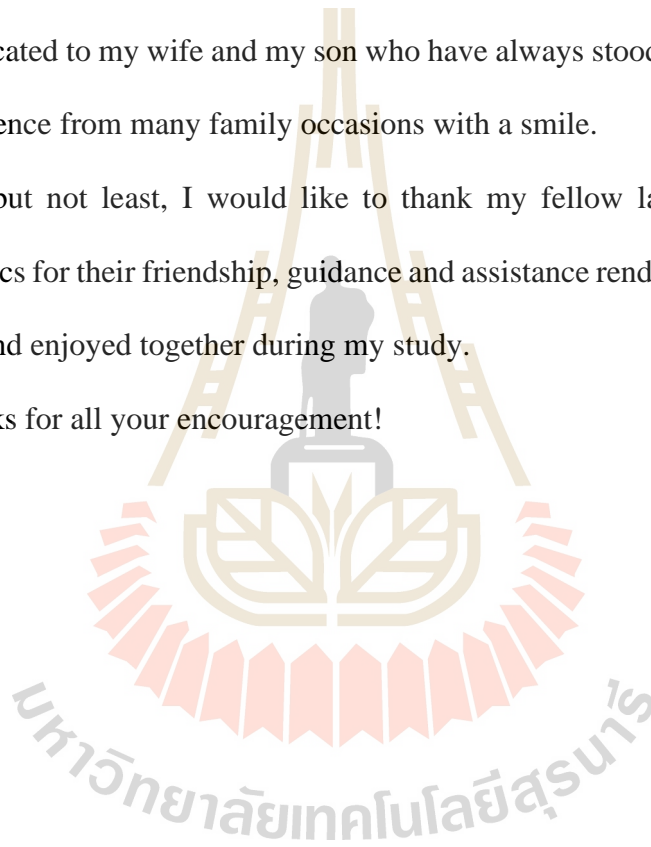 cated to my wife and my son who have always stood
ence from many family occasions with a smile.
but not least, I would like to thank my fellow la
cs for their friendship, guidance and assistance rend
nd enjoyed together during my study.
ks for all your encouragement!
มหาวิทยาลัยเทคโนโลยีสุรนารี